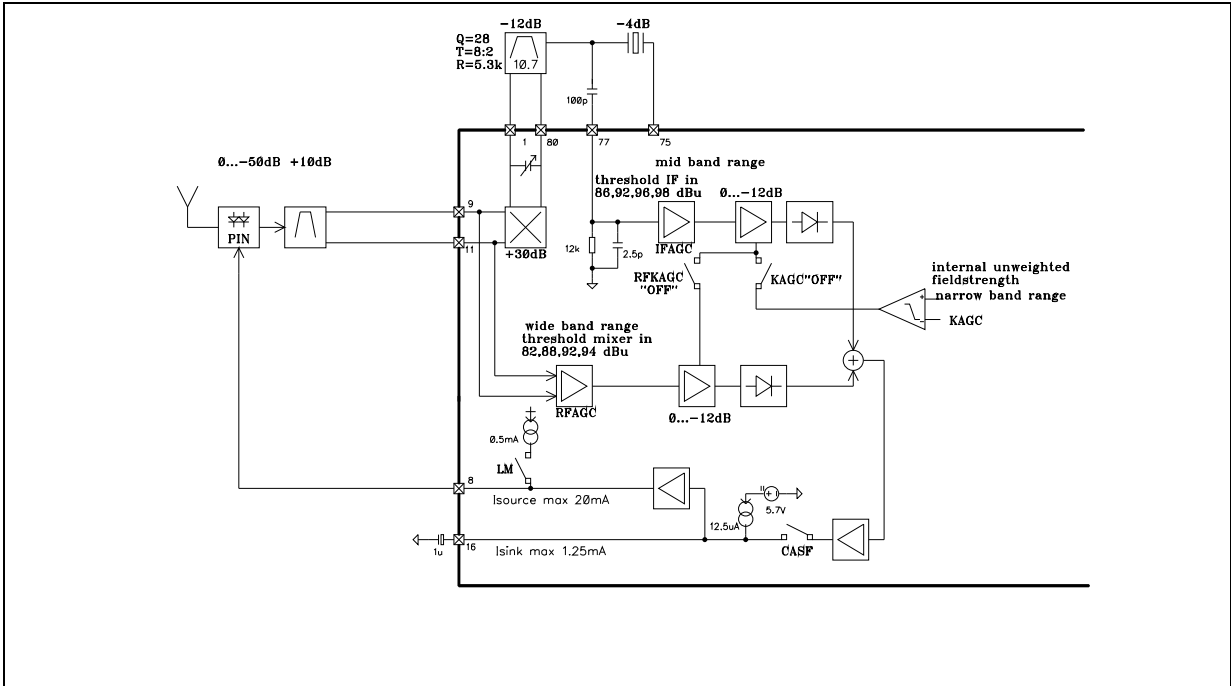 -12dB
-4dB
Q=28
T=8:2
R=5.3k
10.7
100p
1
80
77
75
0...-50dB +10dB
mid band range
threshold IF in
86,92,96,98 dBu
0...-12dB
9
PIN
11
+30dB
12k
2.5p
IFAGC
RFKAGC
"OFF"
KAGC"OFF"
internal unweighted
fieldstrength
narrow band range
+
-
KAGC
wide band range
threshold mixer in
82,88,92,94 dBu
+
RFAGC
0...-12dB
+
0.5mA
LM
8
Isource max 20mA
5.7V
12.5uA
1u
16
Isink max 1.25mA
CASF